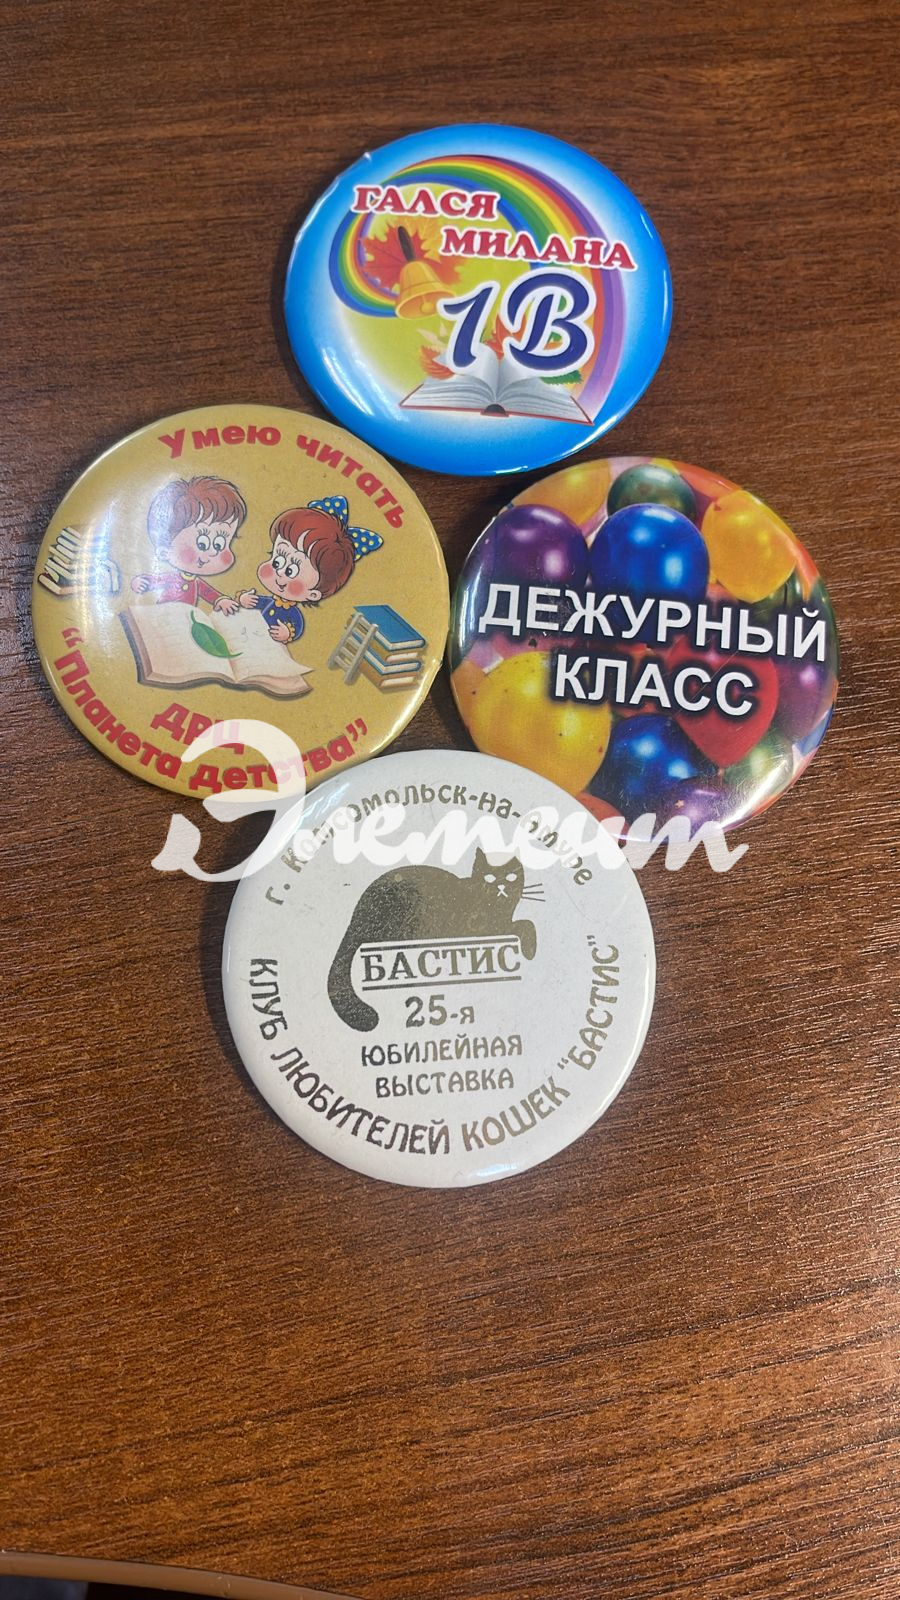 ГАЛСЯ
МИЛАНА
1В
Умею читать
ДРЦ
"Планета детства"
ДЕЖУРНЫЙ
КЛАСС
Элемент
г. Комсомольск-на-Амуре
БАСТИС
25-я
ЮБИЛЕЙНАЯ
ВЫСТАВКА
КЛУБ ЛЮБИТЕЛЕЙ КОШЕК "БАСТИС"